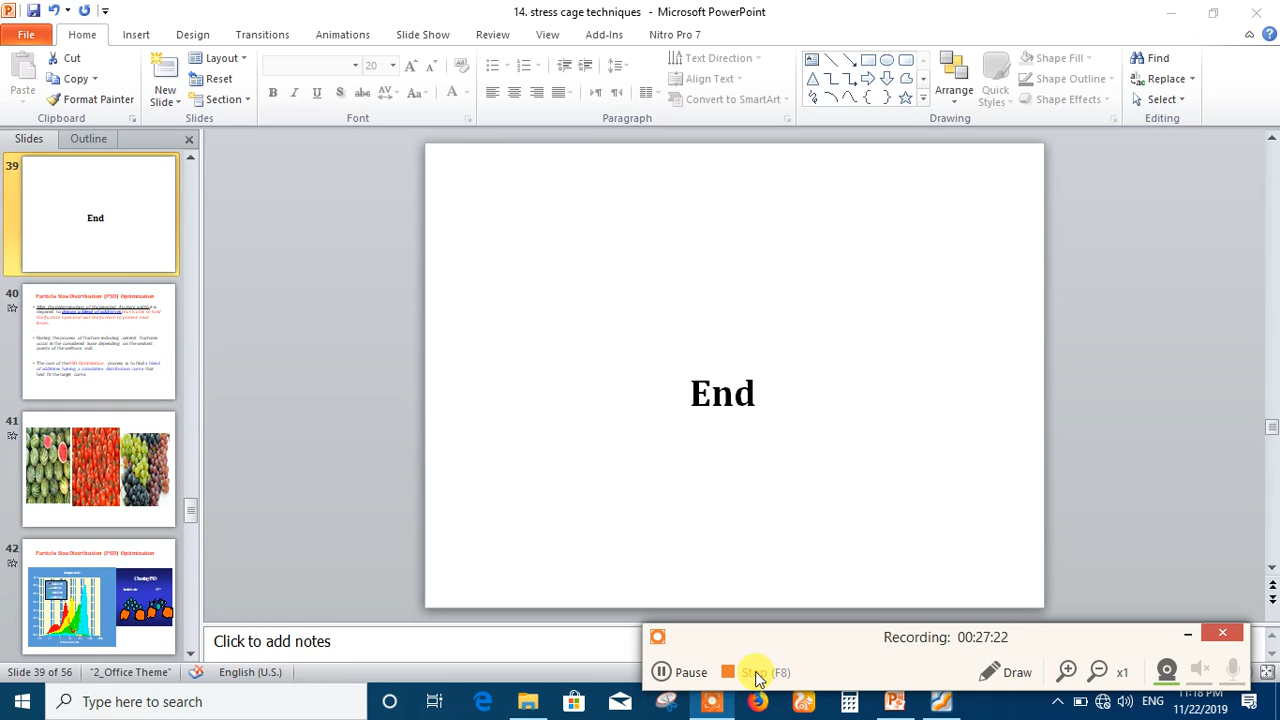 14. stress cage techniques - Microsoft PowerPoint
File Home Insert Design Transitions Animations Slide Show Review View Add-Ins Nitro Pro 7
Paste
Cut
Copy
Format Painter
Clipboard
New
Slide
Layout
Reset
Section
Slides
20
Font
Paragraph
Text Direction
Align Text
Convert to SmartArt
Arrange
Quick
Styles
Shape Fill
Shape Outline
Shape Effects
Drawing
Find
Replace
Select
Editing
Slides Outline
39
End
40
Particle Size Distribution (PSD) Optimization
41
42
Particle Size Distribution (PSD) Optimization
End
Click to add notes
Recording: 00:27:22
Pause Stop (F8) Draw x1
Slide 39 of 56 "2_Office Theme" English (U.S.)
Type here to search
ENG
11:18 PM
11/22/2019